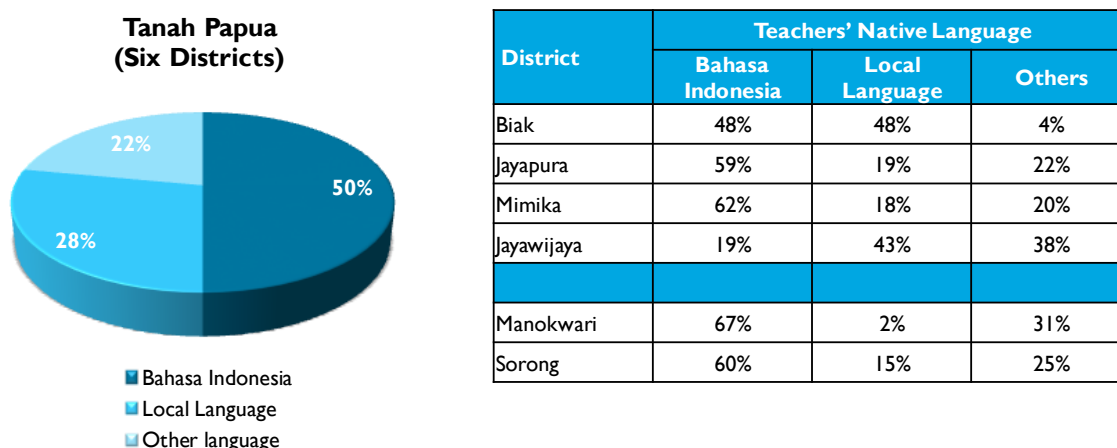 Tanah Papua
(Six Districts)
22%
50%
28%
Bahasa Indonesia
Local Language
Other language
District
Teachers' Native Language
Bahasa
Indonesia
Local
Language
Others
Biak 48% 48% 4%
Jayapura 59% 19% 22%
Mimika 62% 18% 20%
Jayawijaya 19% 43% 38%
Manokwari 67% 2% 31%
Sorong 60% 15% 25%